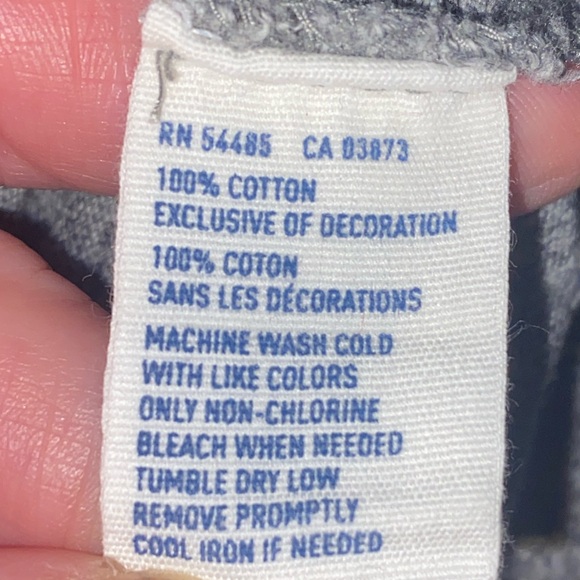 RN 54485 CA 03873
100% COTTON
EXCLUSIVE OF DECORATION
100% COTON
SANS LES DÉCORATIONS
MACHINE WASH COLD
WITH LIKE COLORS
ONLY NON-CHLORINE
BLEACH WHEN NEEDED
TUMBLE DRY LOW
REMOVE PROMPTLY
COOL IRON IF NEEDED